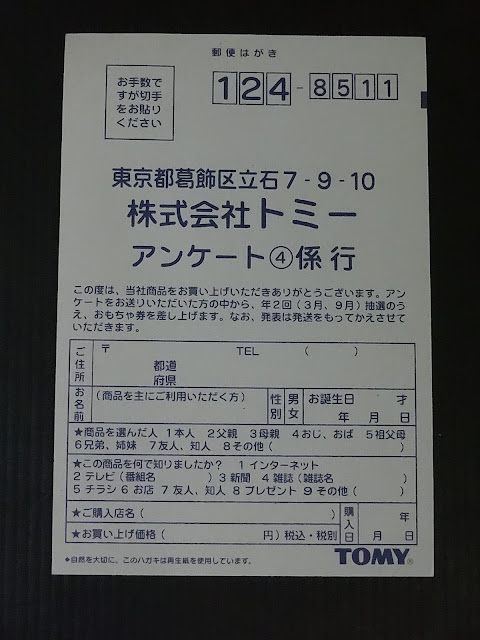 郵便はがき
お手数で
すが切手
をお貼り
ください
124-8511
東京都葛飾区立石7-9-10
株式会社トミー
アンケート④係行
この度は、当社商品をお買い上げいただきありがとうございます。アン
ケートをお送りいただいた方の中から、年2回(3月、9月)抽選のう
え、おもちゃ券を差し上げます。なお、発表は発送をもってかえさせて
いただきます。
ご住所 〒 TEL ( )
都道
府県
お名前 (商品を主にご利用いただく方) 性別 男 女 お誕生日 才
年 月 日
★商品を選んだ人 1本人 2父親 3母親 4おじ、おば 5祖父母
6兄弟、姉妹 7友人、知人 8その他( )
★この商品を何で知りましたか? 1 インターネット
2 テレビ(番組名 ) 3 新聞 4 雑誌(雑誌名 )
5 チラシ 6 お店 7 友人、知人 8 プレゼント 9 その他( )
★ご購入店名( ) 購入日 年
★お買い上げ価格( 円)税込・税別 月 日
★自然を大切に、このハガキは再生紙を使用しています。
TOMY®